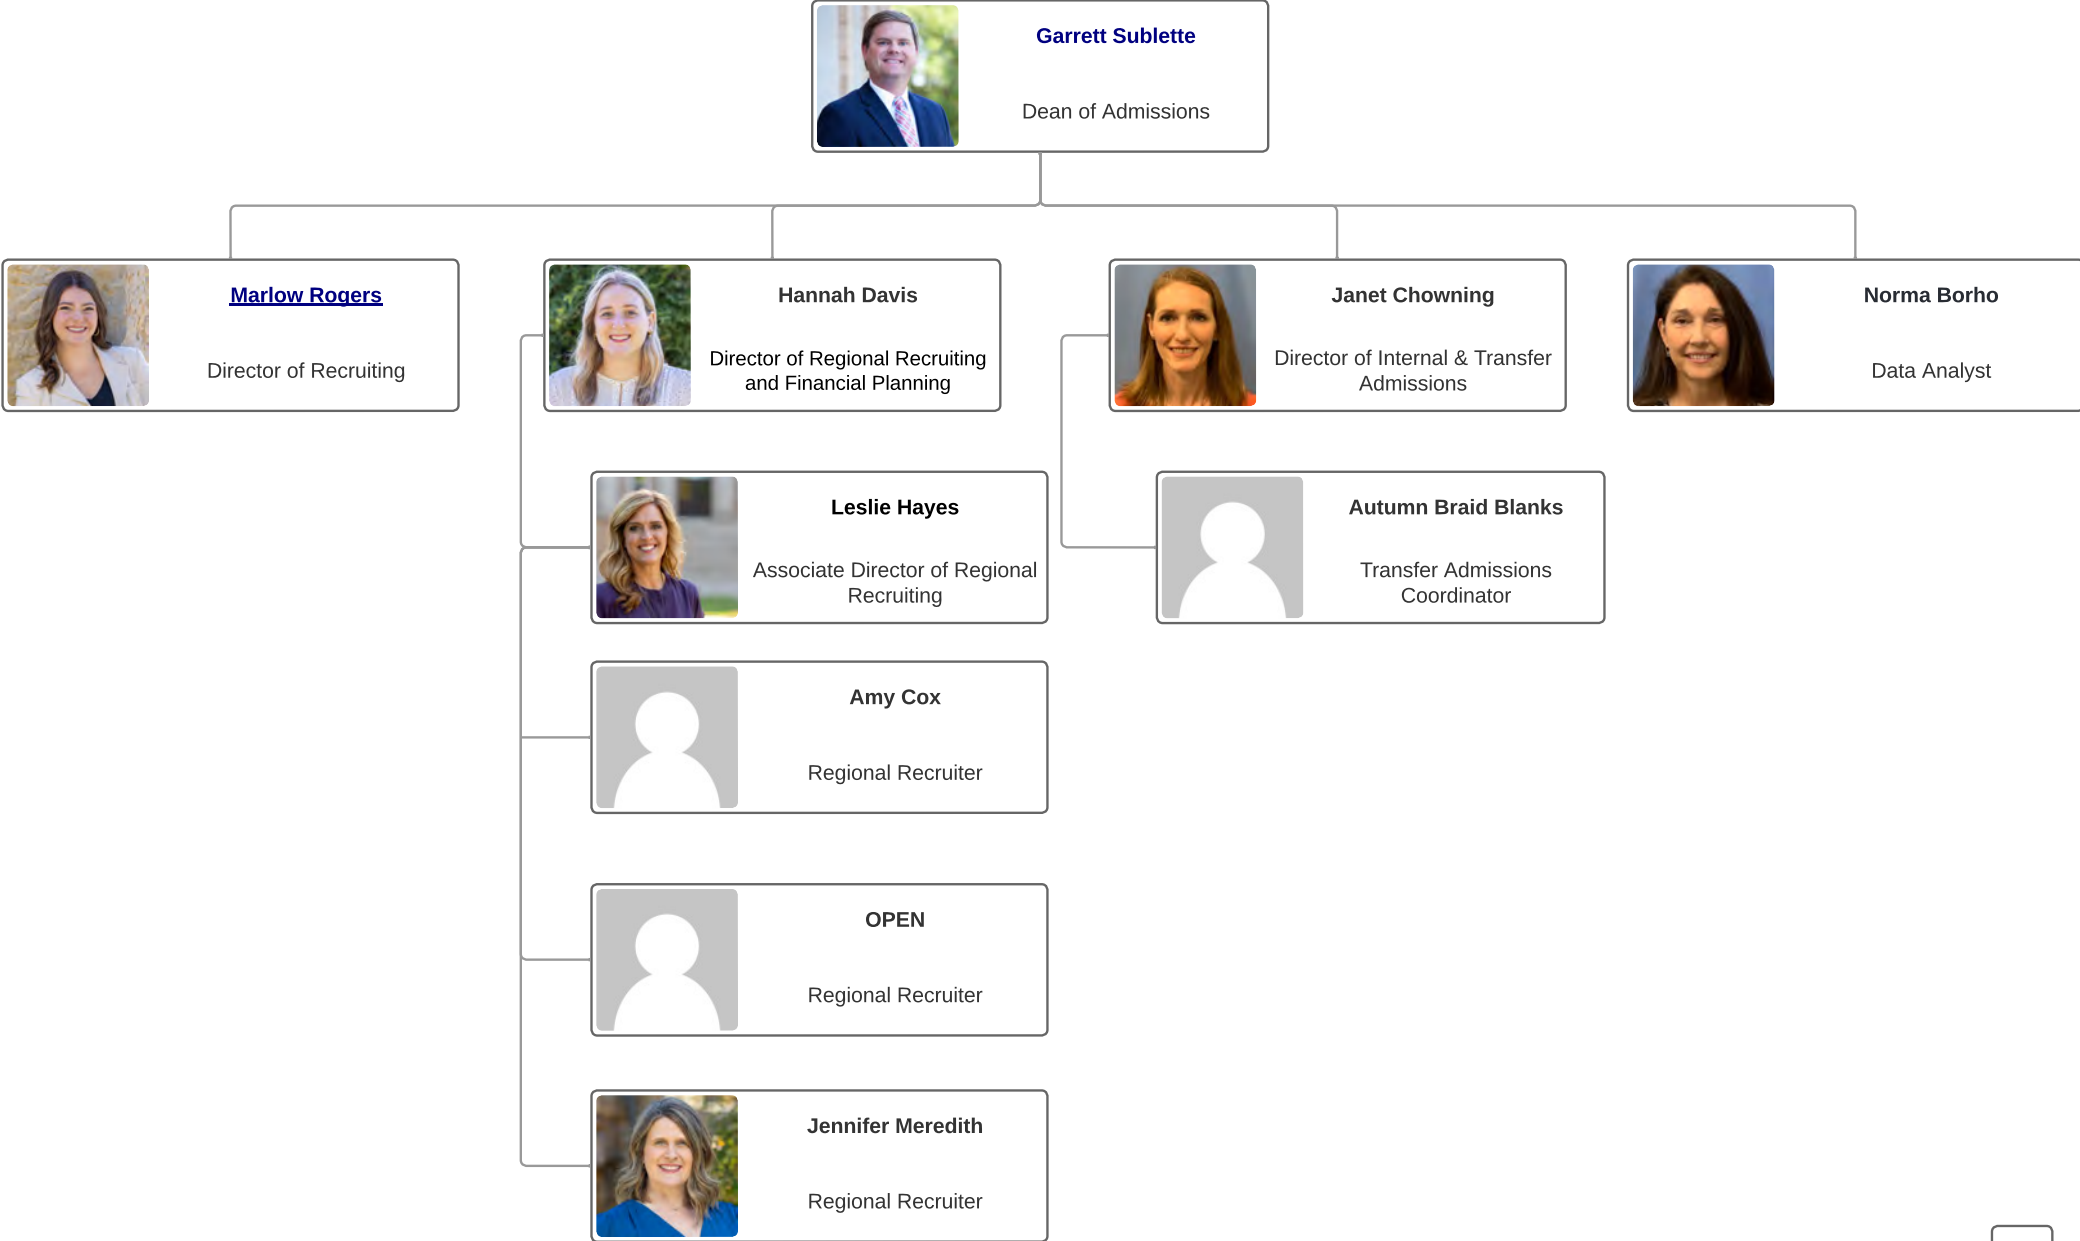 Garrett Sublette
Dean of Admissions
Marlow Rogers
Director of Recruiting
Hannah Davis
Director of Regional Recruiting
and Financial Planning
Janet Chowning
Director of Internal & Transfer
Admissions
Norma Borho
Data Analyst
Leslie Hayes
Associate Director of Regional
Recruiting
Autumn Braid Blanks
Transfer Admissions
Coordinator
Amy Cox
Regional Recruiter
OPEN
Regional Recruiter
Jennifer Meredith
Regional Recruiter